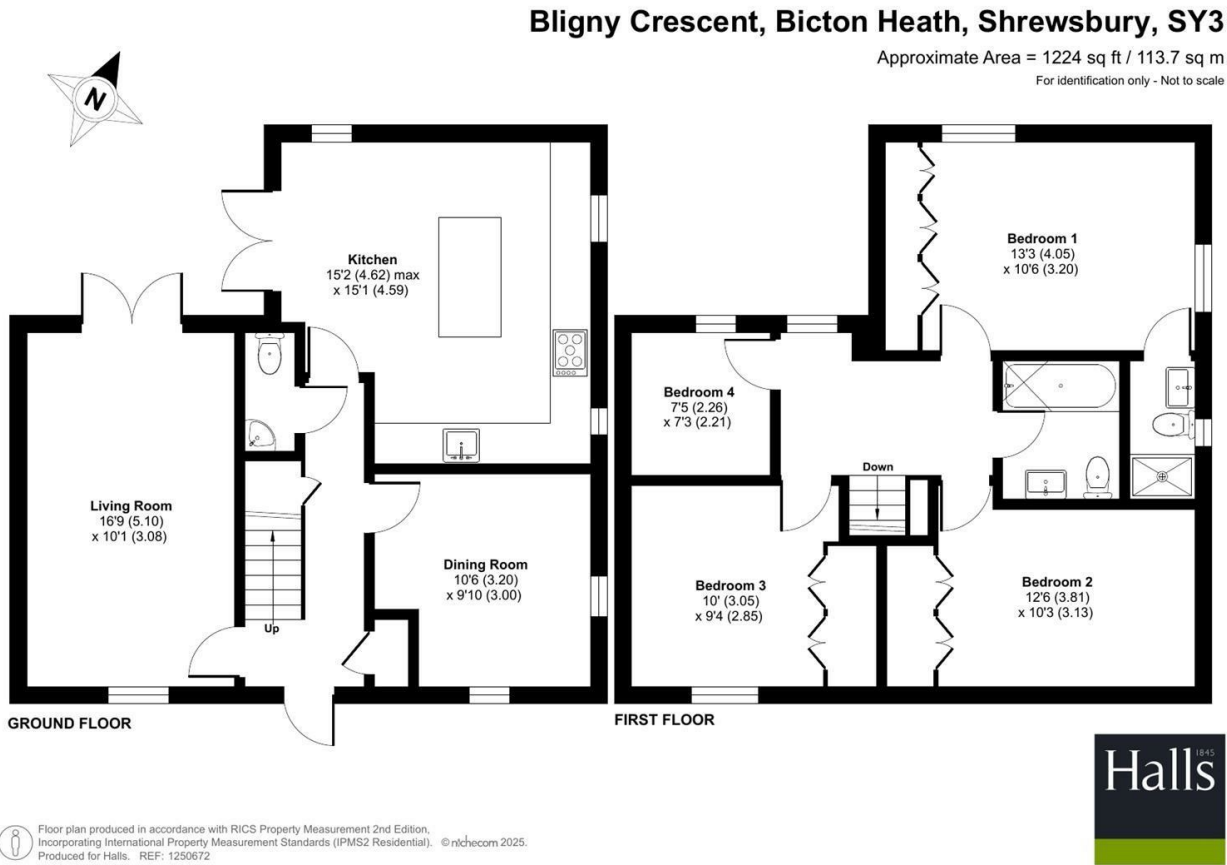 Bligny Crescent, Bicton Heath, Shrewsbury, SY3
Approximate Area = 1224 sq ft / 113.7 sq m
For identification only - Not to scale
N
Kitchen
15'2 (4.62) max
x 15'1 (4.59)
Living Room
16'9 (5.10)
x 10'1 (3.08)
Dining Room
10'6 (3.20)
x 9'10 (3.00)
Up
GROUND FLOOR
Bedroom 1
13'3 (4.05)
x 10'6 (3.20)
Bedroom 4
7'5 (2.26)
x 7'3 (2.21)
Down
Bedroom 3
10' (3.05)
x 9'4 (2.85)
Bedroom 2
12'6 (3.81)
x 10'3 (3.13)
FIRST FLOOR
Halls
1845
Floor plan produced in accordance with RICS Property Measurement 2nd Edition,
Incorporating International Property Measurement Standards (IPMS2 Residential). © nichecom 2025.
Produced for Halls. REF: 1250672